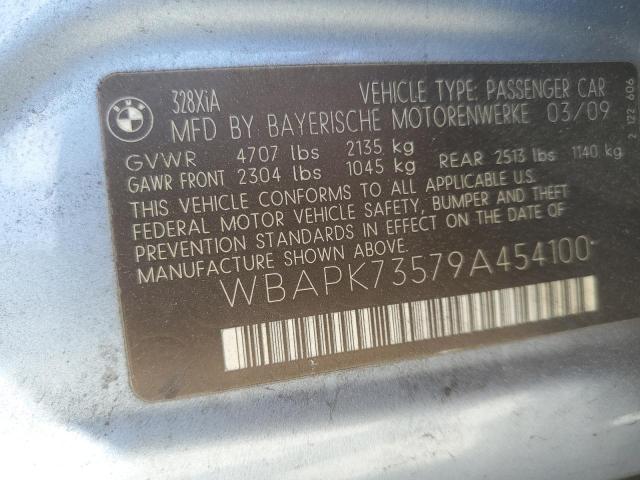 BMW
328XiA
VEHICLE TYPE: PASSENGER CAR
MFD BY BAYERISCHE MOTORENWERKE 03/09
GVWR 4707 lbs 2135 kg
GAWR FRONT 2304 lbs 1045 kg REAR 2513 lbs 1140 kg
THIS VEHICLE CONFORMS TO ALL APPLICABLE U.S.
FEDERAL MOTOR VEHICLE SAFETY, BUMPER AND THEFT
PREVENTION STANDARDS IN EFFECT ON THE DATE OF
MANUFACTURE SHOWN ABOVE.
WBAPK73579A454100